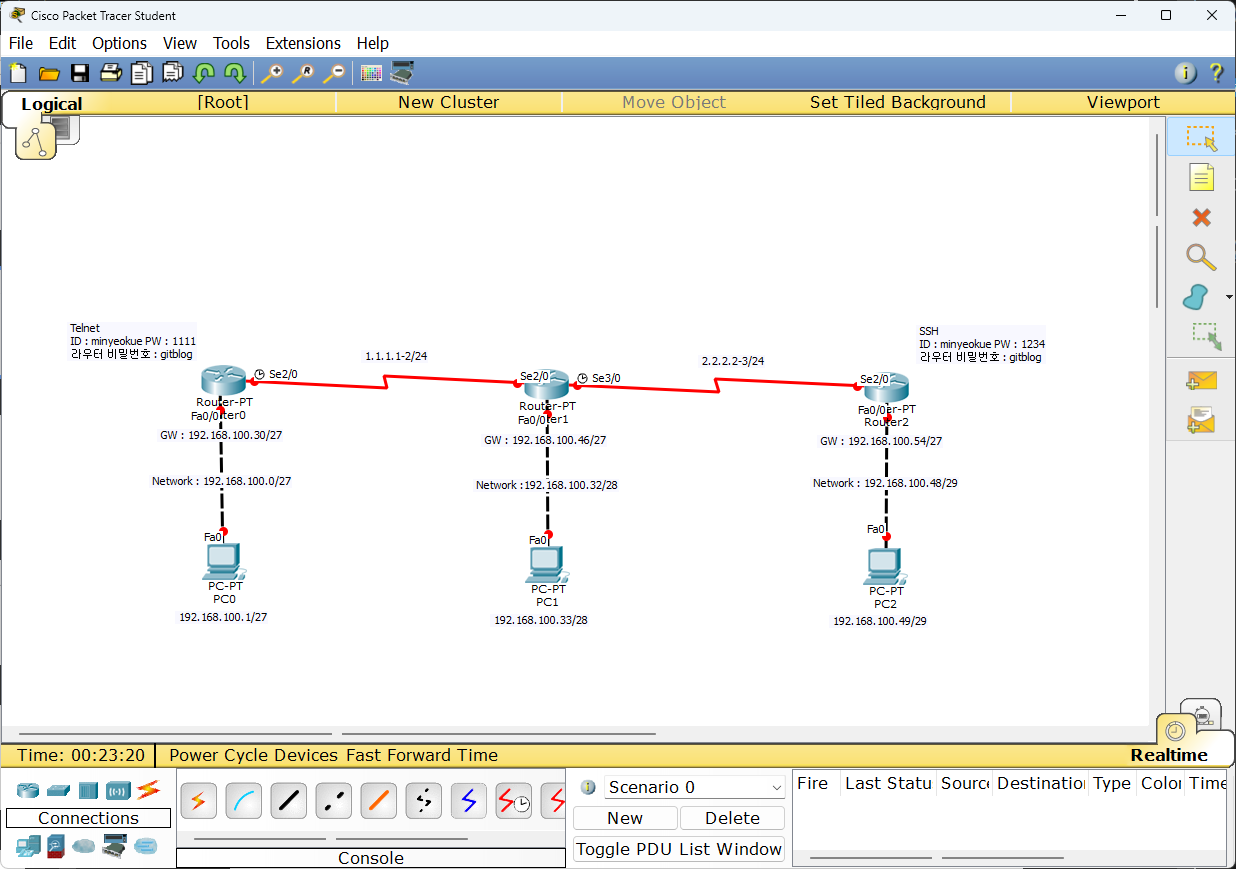 Cisco Packet Tracer Student
File Edit Options View Tools Extensions Help
Logical [Root] New Cluster Move Object Set Tiled Background Viewport
Telnet
ID : minyeokue PW : 1111
라우터 비밀번호 : gitblog
SSH
ID : minyeokue PW : 1234
라우터 비밀번호 : gitblog
1.1.1.1-2/24
2.2.2.2-3/24
Se2/0
Se2/0
Se3/0
Se2/0
Router-PT
Fa0/0ter0
Router-PT
Fa0/0ter1
Fa0/0er-PT
Router2
GW : 192.168.100.30/27
GW : 192.168.100.46/27
GW : 192.168.100.54/27
Network : 192.168.100.0/27
Network :192.168.100.32/28
Network : 192.168.100.48/29
Fa0
Fa0
Fa0
PC-PT
PC0
192.168.100.1/27
PC-PT
PC1
192.168.100.33/28
PC-PT
PC2
192.168.100.49/29
Time: 00:23:20 Power Cycle Devices Fast Forward Time Realtime
Connections
Console
Scenario 0
New Delete
Toggle PDU List Window
Fire Last Statu Source Destination Type Color Time